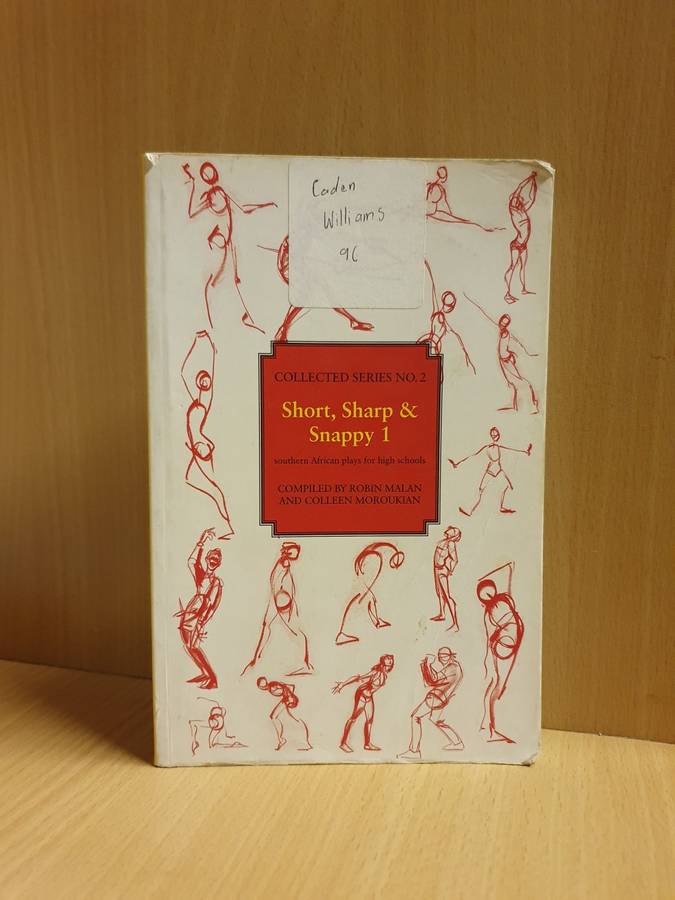 Caden
Williams
9C
COLLECTED SERIES NO. 2
Short, Sharp &
Snappy 1
southern African plays for high schools
COMPILED BY ROBIN MALAN
AND COLLEEN MOROUKIAN